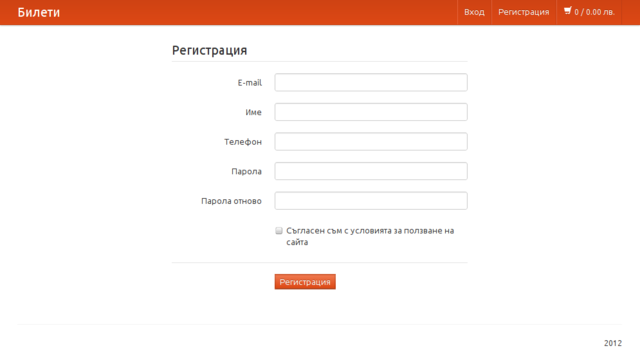 Билети
Вход
Регистрация
0 / 0.00 лв.
Регистрация
E-mail
Име
Телефон
Парола
Парола отново
Съгласен съм с условията за ползване на
сайта
Регистрация
2012